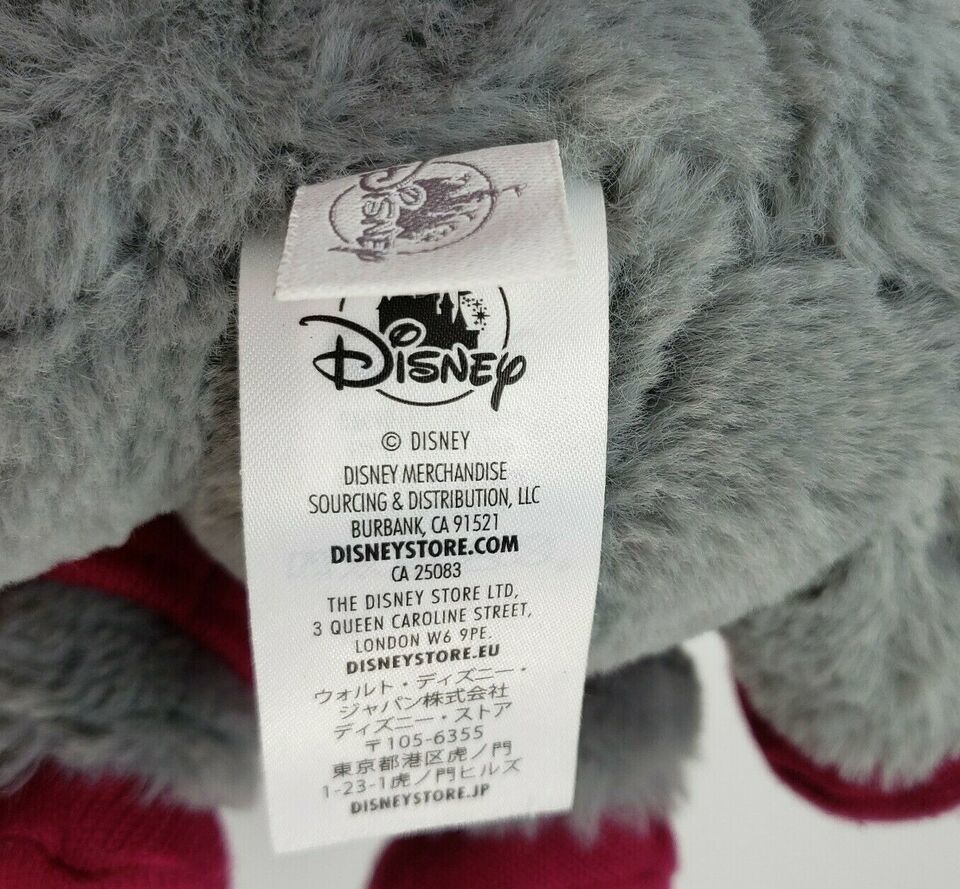 DISNEY
DISNEY
© DISNEY
DISNEY MERCHANDISE
SOURCING & DISTRIBUTION, LLC
BURBANK, CA 91521
DISNEYSTORE.COM
CA 25083
THE DISNEY STORE LTD,
3 QUEEN CAROLINE STREET,
LONDON W6 9PE.
DISNEYSTORE.EU
ウォルト・ディズニー・
ジャパン株式会社
ディズニー・ストア
〒105-6355
東京都港区虎ノ門
1-23-1虎ノ門ヒルズ
DISNEYSTORE.JP